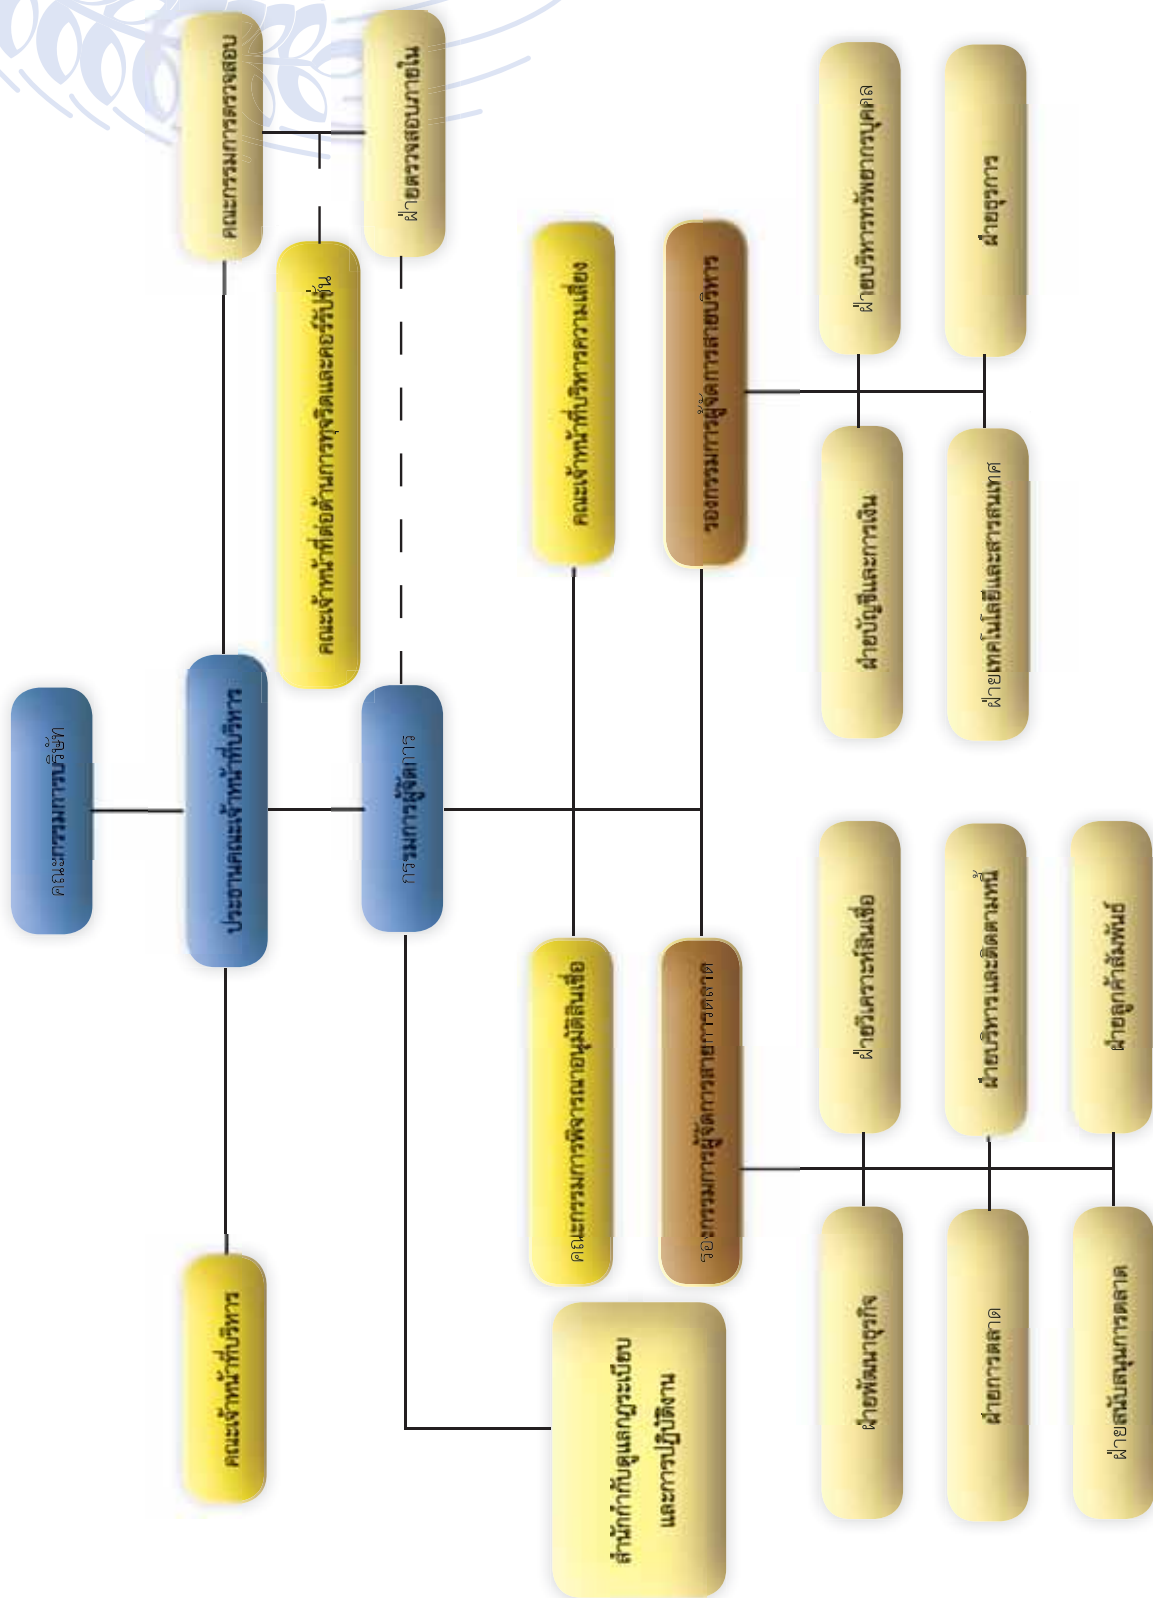 คณะกรรมการบริษัท
คณะเจ้าหน้าที่บริหาร
ประธานคณะเจ้าหน้าที่บริหาร
คณะกรรมการตรวจสอบ
คณะเจ้าหน้าที่ต่อต้านการทุจริตและคอร์รัปชั่น
กรรมการผู้จัดการ
ฝ่ายตรวจสอบภายใน
สำนักกำกับดูแลกฎระเบียบ
และการปฏิบัติงาน
คณะกรรมการพิจารณาอนุมัติสินเชื่อ
คณะเจ้าหน้าที่บริหารความเสี่ยง
รองกรรมการผู้จัดการสายการตลาด
รองกรรมการผู้จัดการสายบริหาร
ฝ่ายพัฒนาธุรกิจ
ฝ่ายวิเคราะห์สินเชื่อ
ฝ่ายบัญชีและการเงิน
ฝ่ายบริหารทรัพยากรบุคคล
ฝ่ายการตลาด
ฝ่ายบริหารและติดตามหนี้
ฝ่ายเทคโนโลยีและสารสนเทศ
ฝ่ายธุรการ
ฝ่ายสนับสนุนการตลาด
ฝ่ายลูกค้าสัมพันธ์